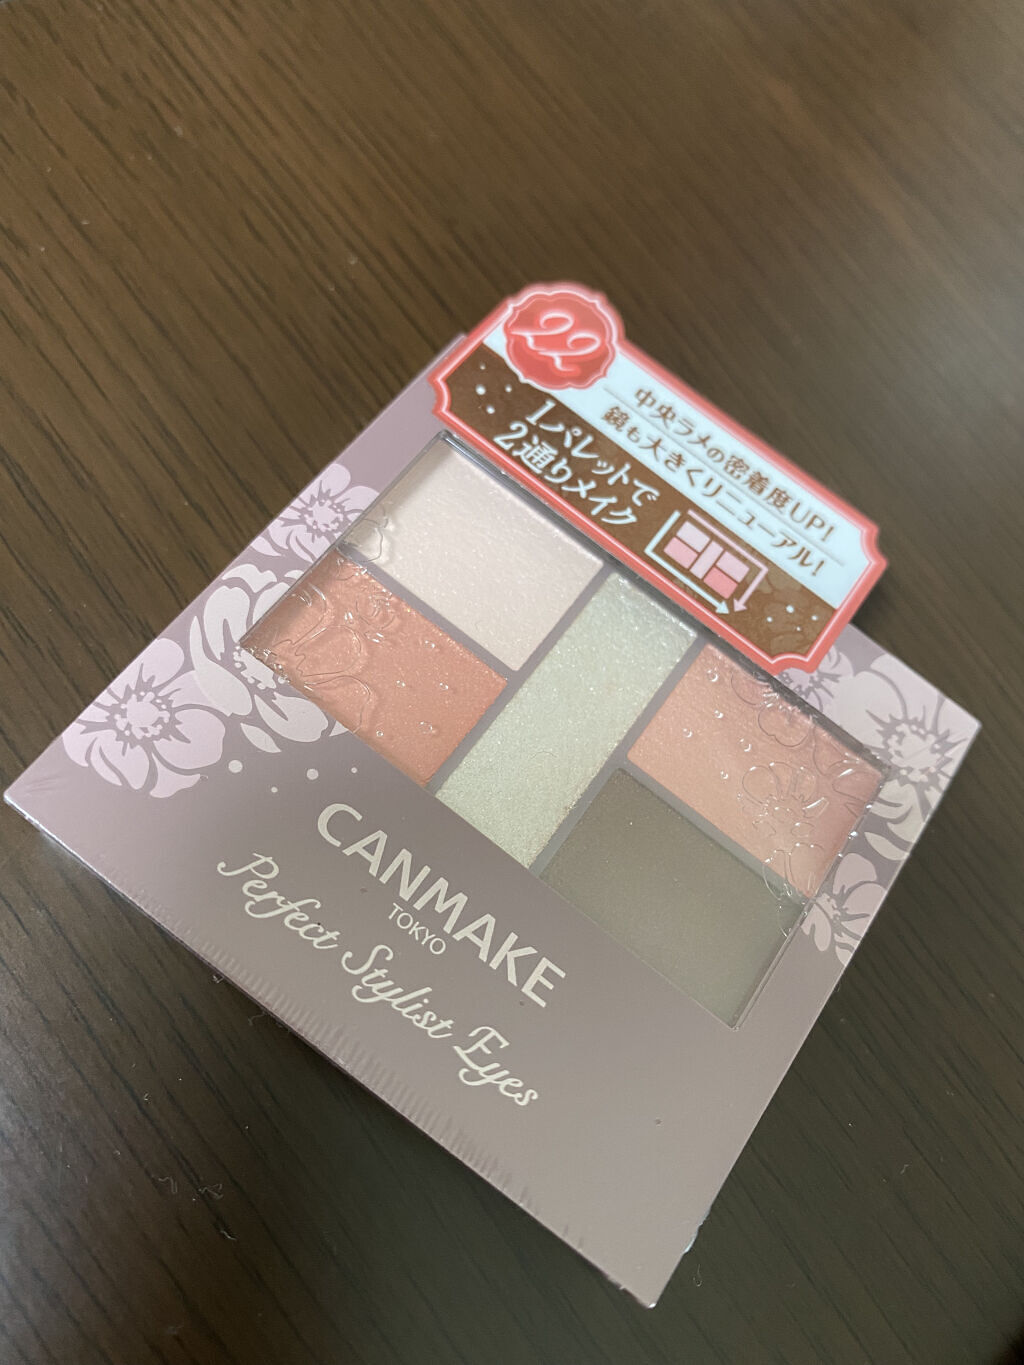 22
中央ラメの密着度UP!
鏡も大きくリニューアル!
1パレットで
2通りメイク
CANMAKE
TOKYO
Perfect Stylist Eyes